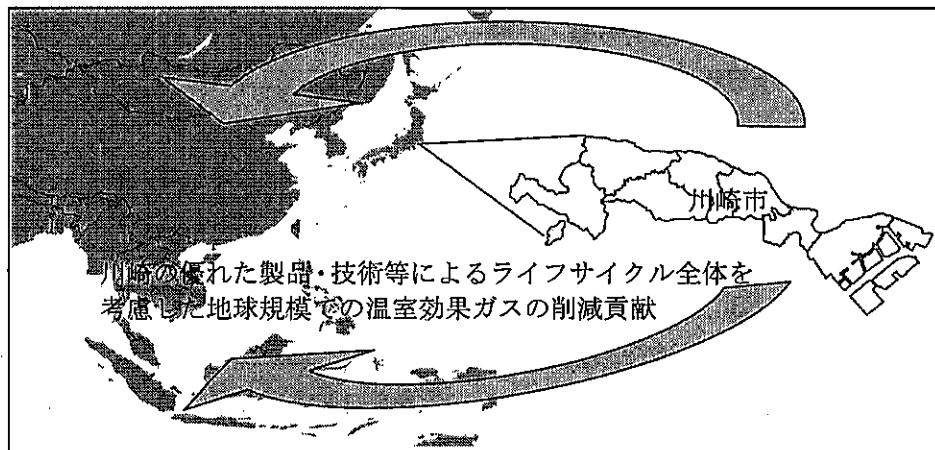 川崎市
川崎の優れた製品・技術等によるライフサイクル全体を
考慮した地球規模での温室効果ガスの削減貢献